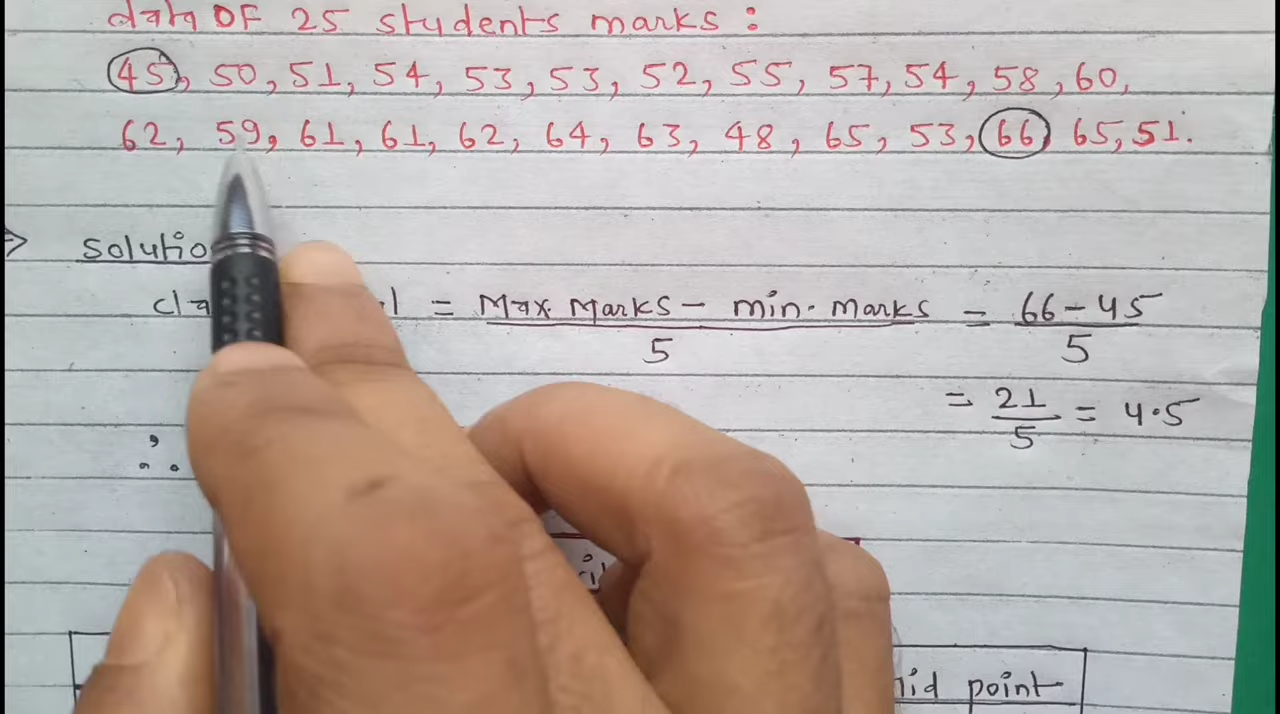 data OF 25 students marks :
45, 50, 51, 54, 53, 53, 52, 55, 57, 54, 58, 60,
62, 59, 61, 61, 62, 64, 63, 48, 65, 53, 66 65, 51.
= Max. Marks - min. marks = 66-45
5 5
= 21 = 4.5
5
∴
point